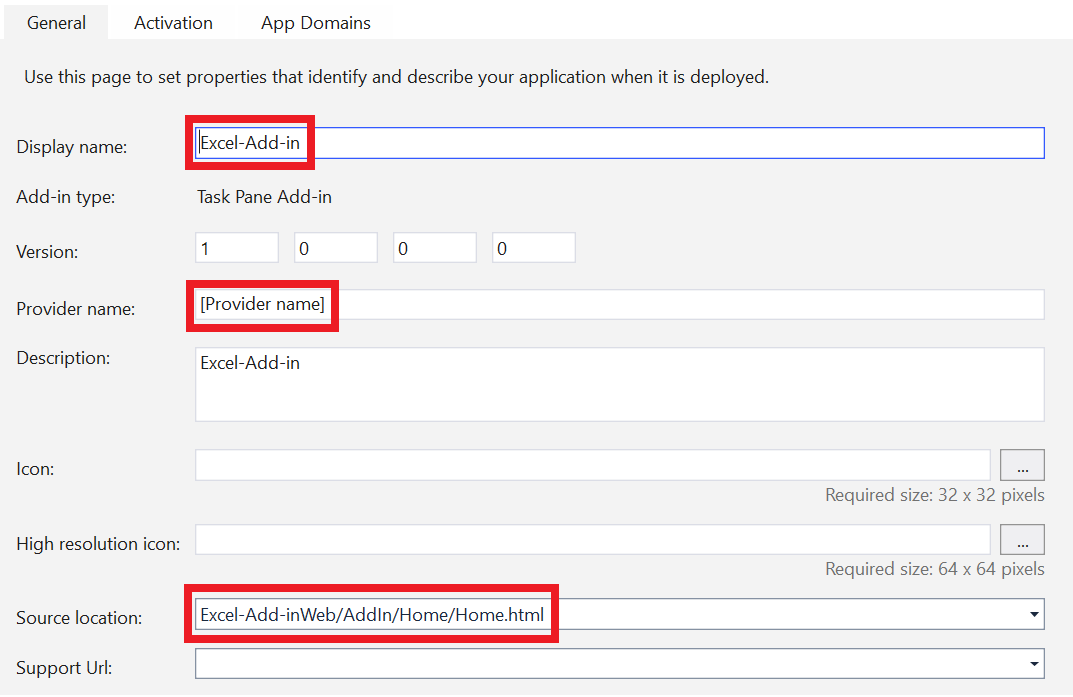 General Activation App Domains
Use this page to set properties that identify and describe your application when it is deployed.
Display name: Excel-Add-in
Add-in type: Task Pane Add-in
Version: 1 0 0 0
Provider name: [Provider name]
Description: Excel-Add-in
Icon: ...
Required size: 32 x 32 pixels
High resolution icon: ...
Required size: 64 x 64 pixels
Source location: Excel-Add-inWeb/AddIn/Home/Home.html
Support Url: